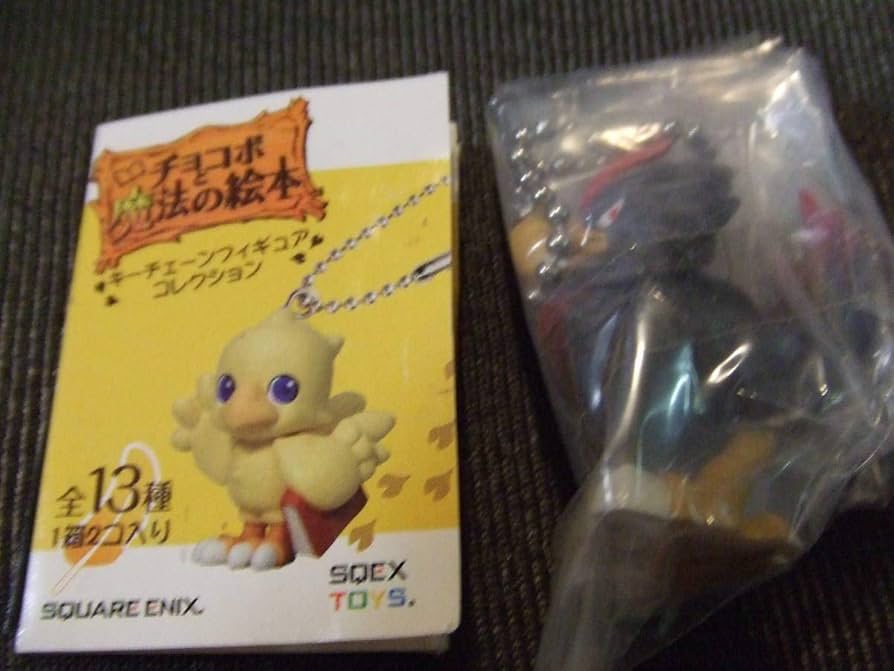 チョコボ
と
魔法の絵本
キーチェーンフィギュア
コレクション
全13種
1箱2コ入り
SQUARE ENIX.
SQEX
TOYS.